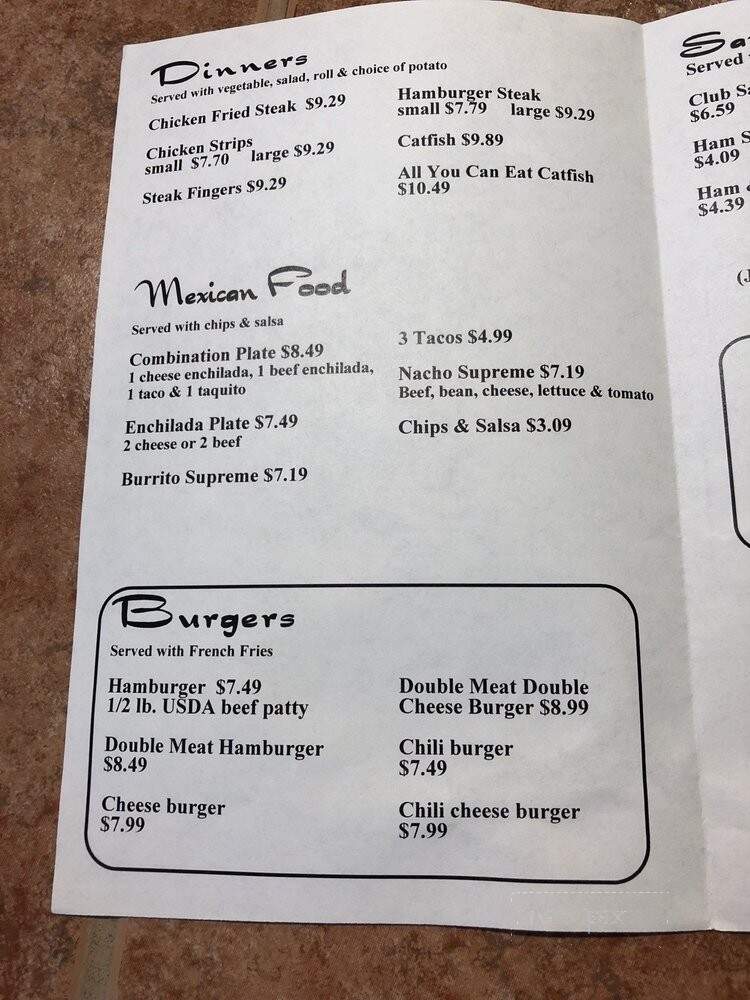 Dinners
Served with vegetable, salad, roll & choice of potato
Chicken Fried Steak $9.29
Chicken Strips
small $7.70 large $9.29
Steak Fingers $9.29
Hamburger Steak
small $7.79 large $9.29
Catfish $9.89
All You Can Eat Catfish
$10.49
Mexican Food
Served with chips & salsa
Combination Plate $8.49
1 cheese enchilada, 1 beef enchilada,
1 taco & 1 taquito
Enchilada Plate $7.49
2 cheese or 2 beef
Burrito Supreme $7.19
3 Tacos $4.99
Nacho Supreme $7.19
Beef, bean, cheese, lettuce & tomato
Chips & Salsa $3.09
Burgers
Served with French Fries
Hamburger $7.49
1/2 lb. USDA beef patty
Double Meat Hamburger
$8.49
Cheese burger
$7.99
Double Meat Double
Cheese Burger $8.99
Chili burger
$7.49
Chili cheese burger
$7.99
Served
Club
$6.59
Ham
$4.09
Ham
$4.39